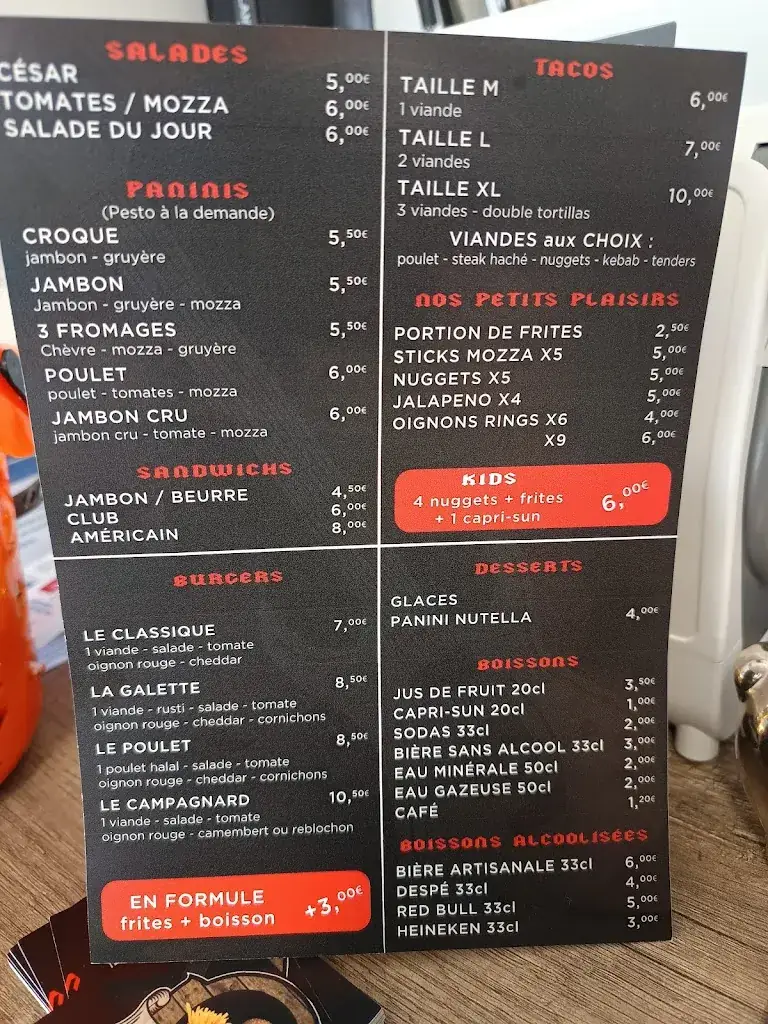 SALADES
CÉSAR 5,00€
TOMATES / MOZZA 6,00€
SALADE DU JOUR 6,00€
PANINIS
(Pesto à la demande)
CROQUE 5,50€
jambon - gruyère
JAMBON 5,50€
Jambon - gruyère - mozza
3 FROMAGES 5,50€
Chèvre - mozza - gruyère
POULET 6,00€
poulet - tomates - mozza
JAMBON CRU 6,00€
jambon cru - tomate - mozza
SANDWICHS
JAMBON / BEURRE 4,50€
CLUB 6,00€
AMÉRICAIN 8,00€
TACOS
TAILLE M 6,00€
1 viande
TAILLE L 7,00€
2 viandes
TAILLE XL 10,00€
3 viandes - double tortillas
VIANDES aux CHOIX :
poulet - steak haché - nuggets - kebab - tenders
NOS PETITS PLAISIRS
PORTION DE FRITES 2,50€
STICKS MOZZA X5 5,00€
NUGGETS X5 5,00€
JALAPENO X4 5,00€
OIGNONS RINGS X6 4,00€
X9 6,00€
KIDS
4 nuggets + frites 6,00€
+ 1 capri-sun
BURGERS
LE CLASSIQUE 7,00€
1 viande - salade - tomate
oignon rouge - cheddar
LA GALETTE 8,50€
1 viande - rusti - salade - tomate
oignon rouge - cheddar - cornichons
LE POULET 8,50€
1 poulet halal - salade - tomate
oignon rouge - cheddar - cornichons
LE CAMPAGNARD 10,50€
1 viande - salade - tomate
oignon rouge - camembert ou reblochon
EN FORMULE +3,00€
frites + boisson
DESSERTS
GLACES
PANINI NUTELLA 4,00€
BOISSONS
JUS DE FRUIT 20cl 3,50€
CAPRI-SUN 20cl 1,00€
SODAS 33cl 2,00€
BIÈRE SANS ALCOOL 33cl 3,00€
EAU MINÉRALE 50cl 2,00€
EAU GAZEUSE 50cl 2,00€
CAFÉ 1,20€
BOISSONS ALCOOLISÉES
BIÈRE ARTISANALE 33cl 6,00€
DESPÉ 33cl 4,00€
RED BULL 33cl 5,00€
HEINEKEN 33cl 3,00€